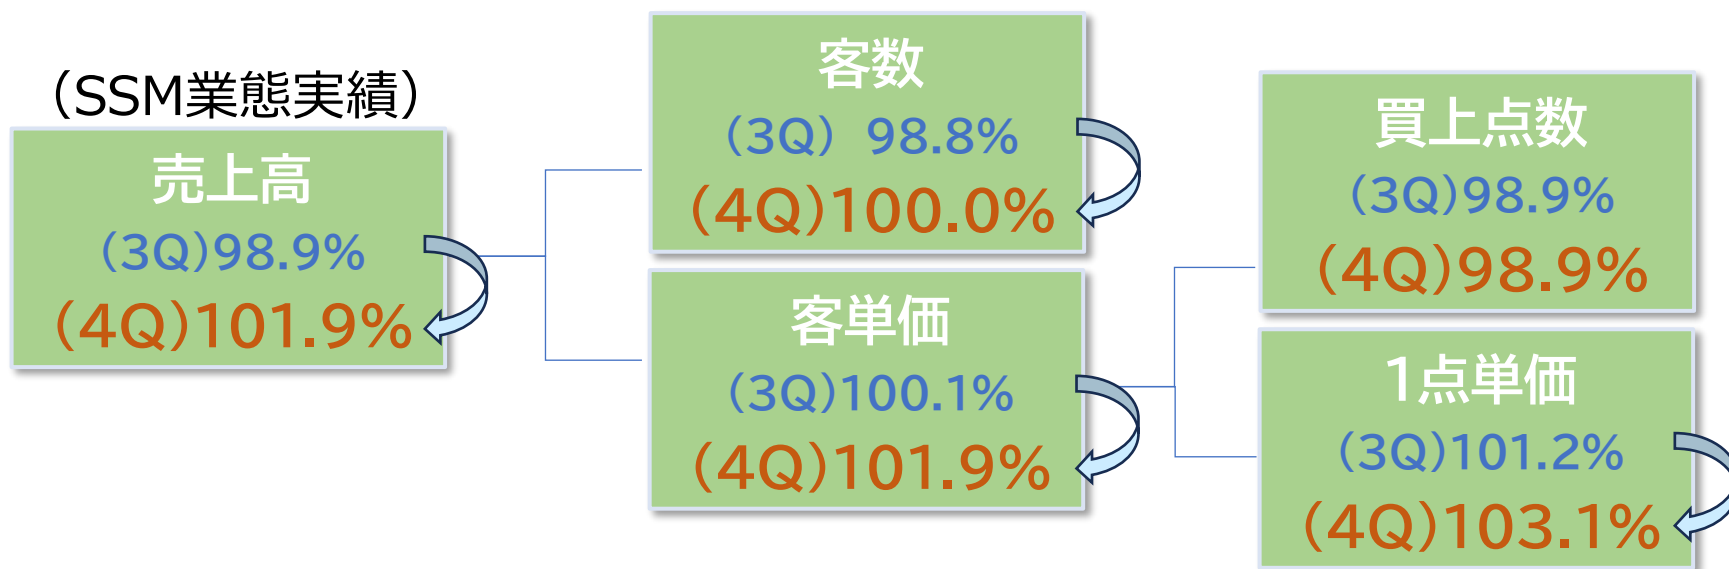 （SSM業態実績）
売上高
（3Q）98.9%
（4Q）101.9%
客数
（3Q） 98.8%
（4Q）100.0%
客単価
（3Q）100.1%
（4Q）101.9%
買上点数
（3Q）98.9%
（4Q）98.9%
1点単価
（3Q）101.2%
（4Q）103.1%